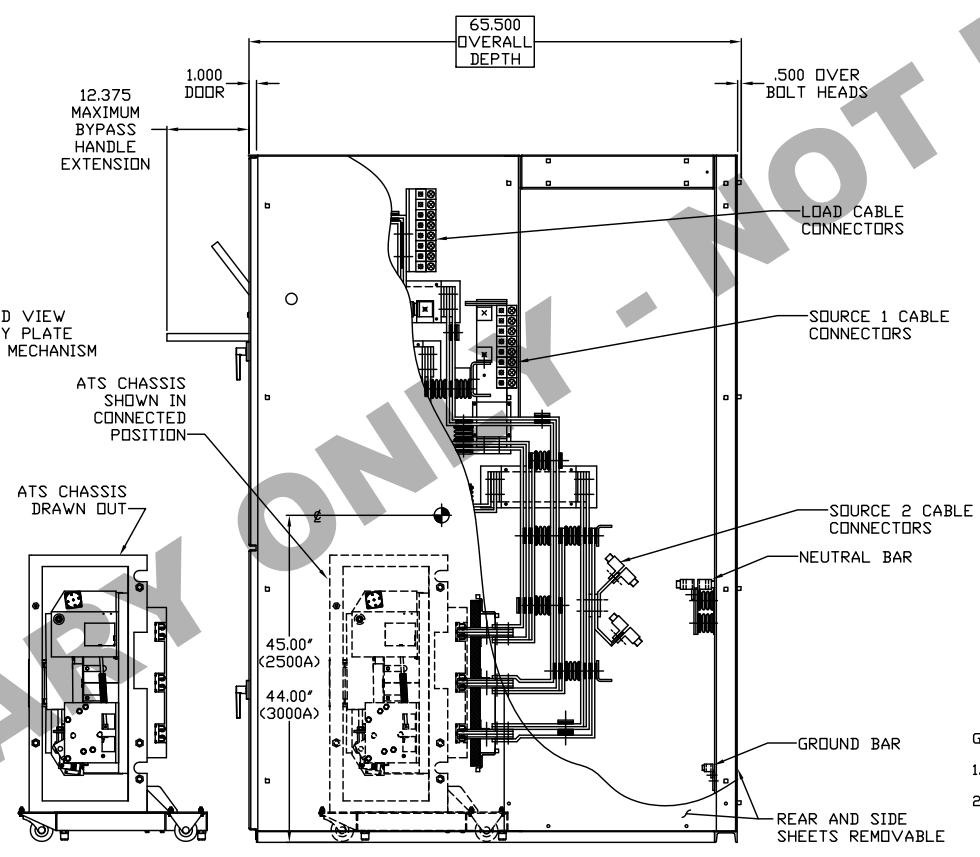 65.500
OVERALL
DEPTH
1.000
DOOR
.500 OVER
BOLT HEADS
12.375
MAXIMUM
BYPASS
HANDLE
EXTENSION
LOAD CABLE
CONNECTORS
D VIEW
Y PLATE
MECHANISM
SOURCE 1 CABLE
CONNECTORS
ATS CHASSIS
SHOWN IN
CONNECTED
POSITION
ATS CHASSIS
DRAWN OUT
SOURCE 2 CABLE
CONNECTORS
NEUTRAL BAR
45.00"
(2500A)
44.00"
(3000A)
GROUND BAR
G
1.
2
REAR AND SIDE
SHEETS REMOVABLE
ARY ONLY - NOT